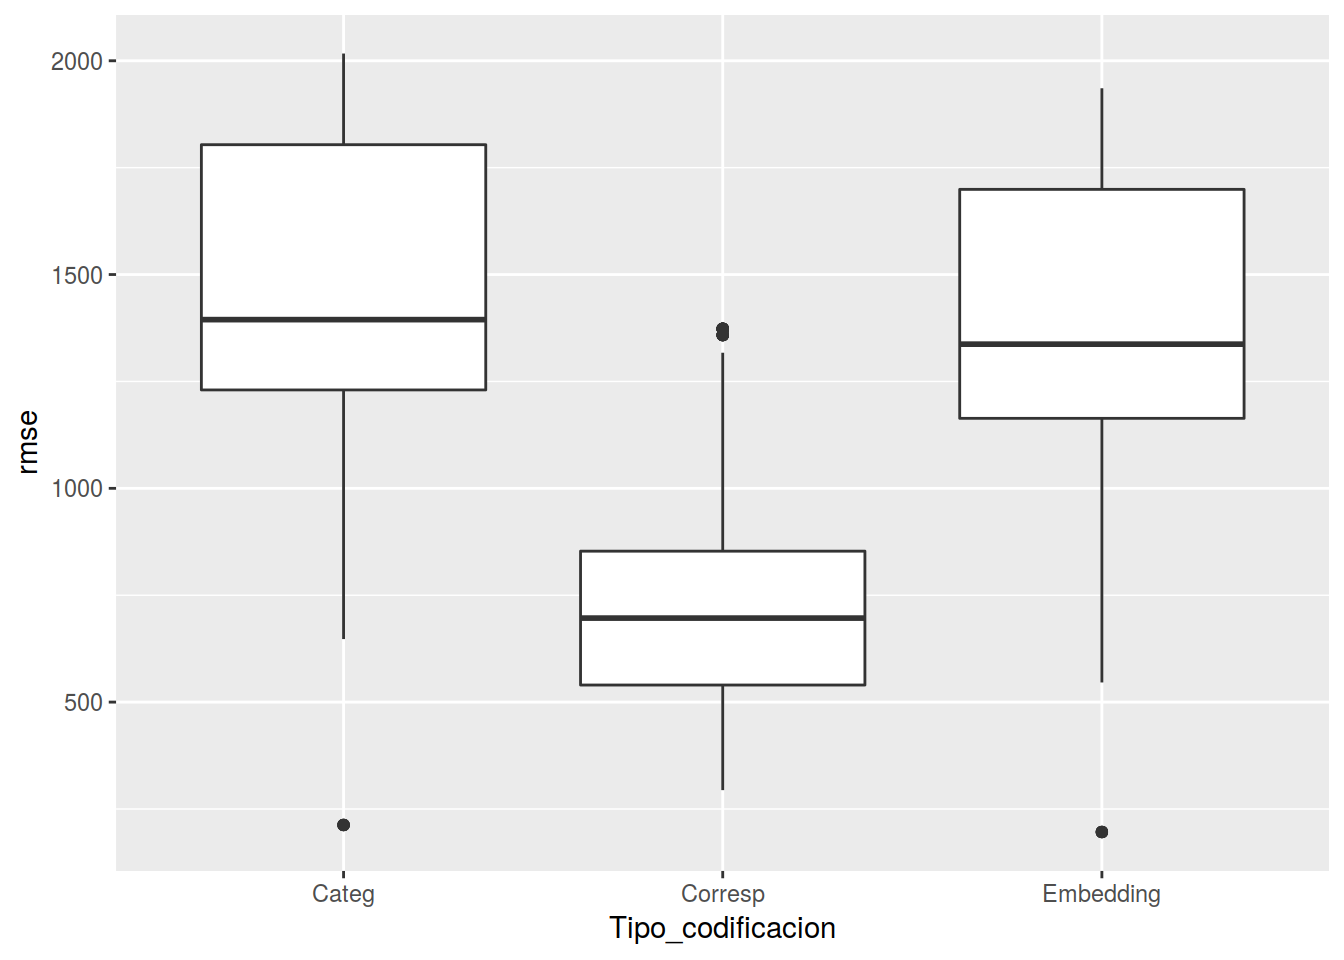 rmse
2000
1500
1000
500
Categ
Corresp
Embedding
Tipo_codificacion